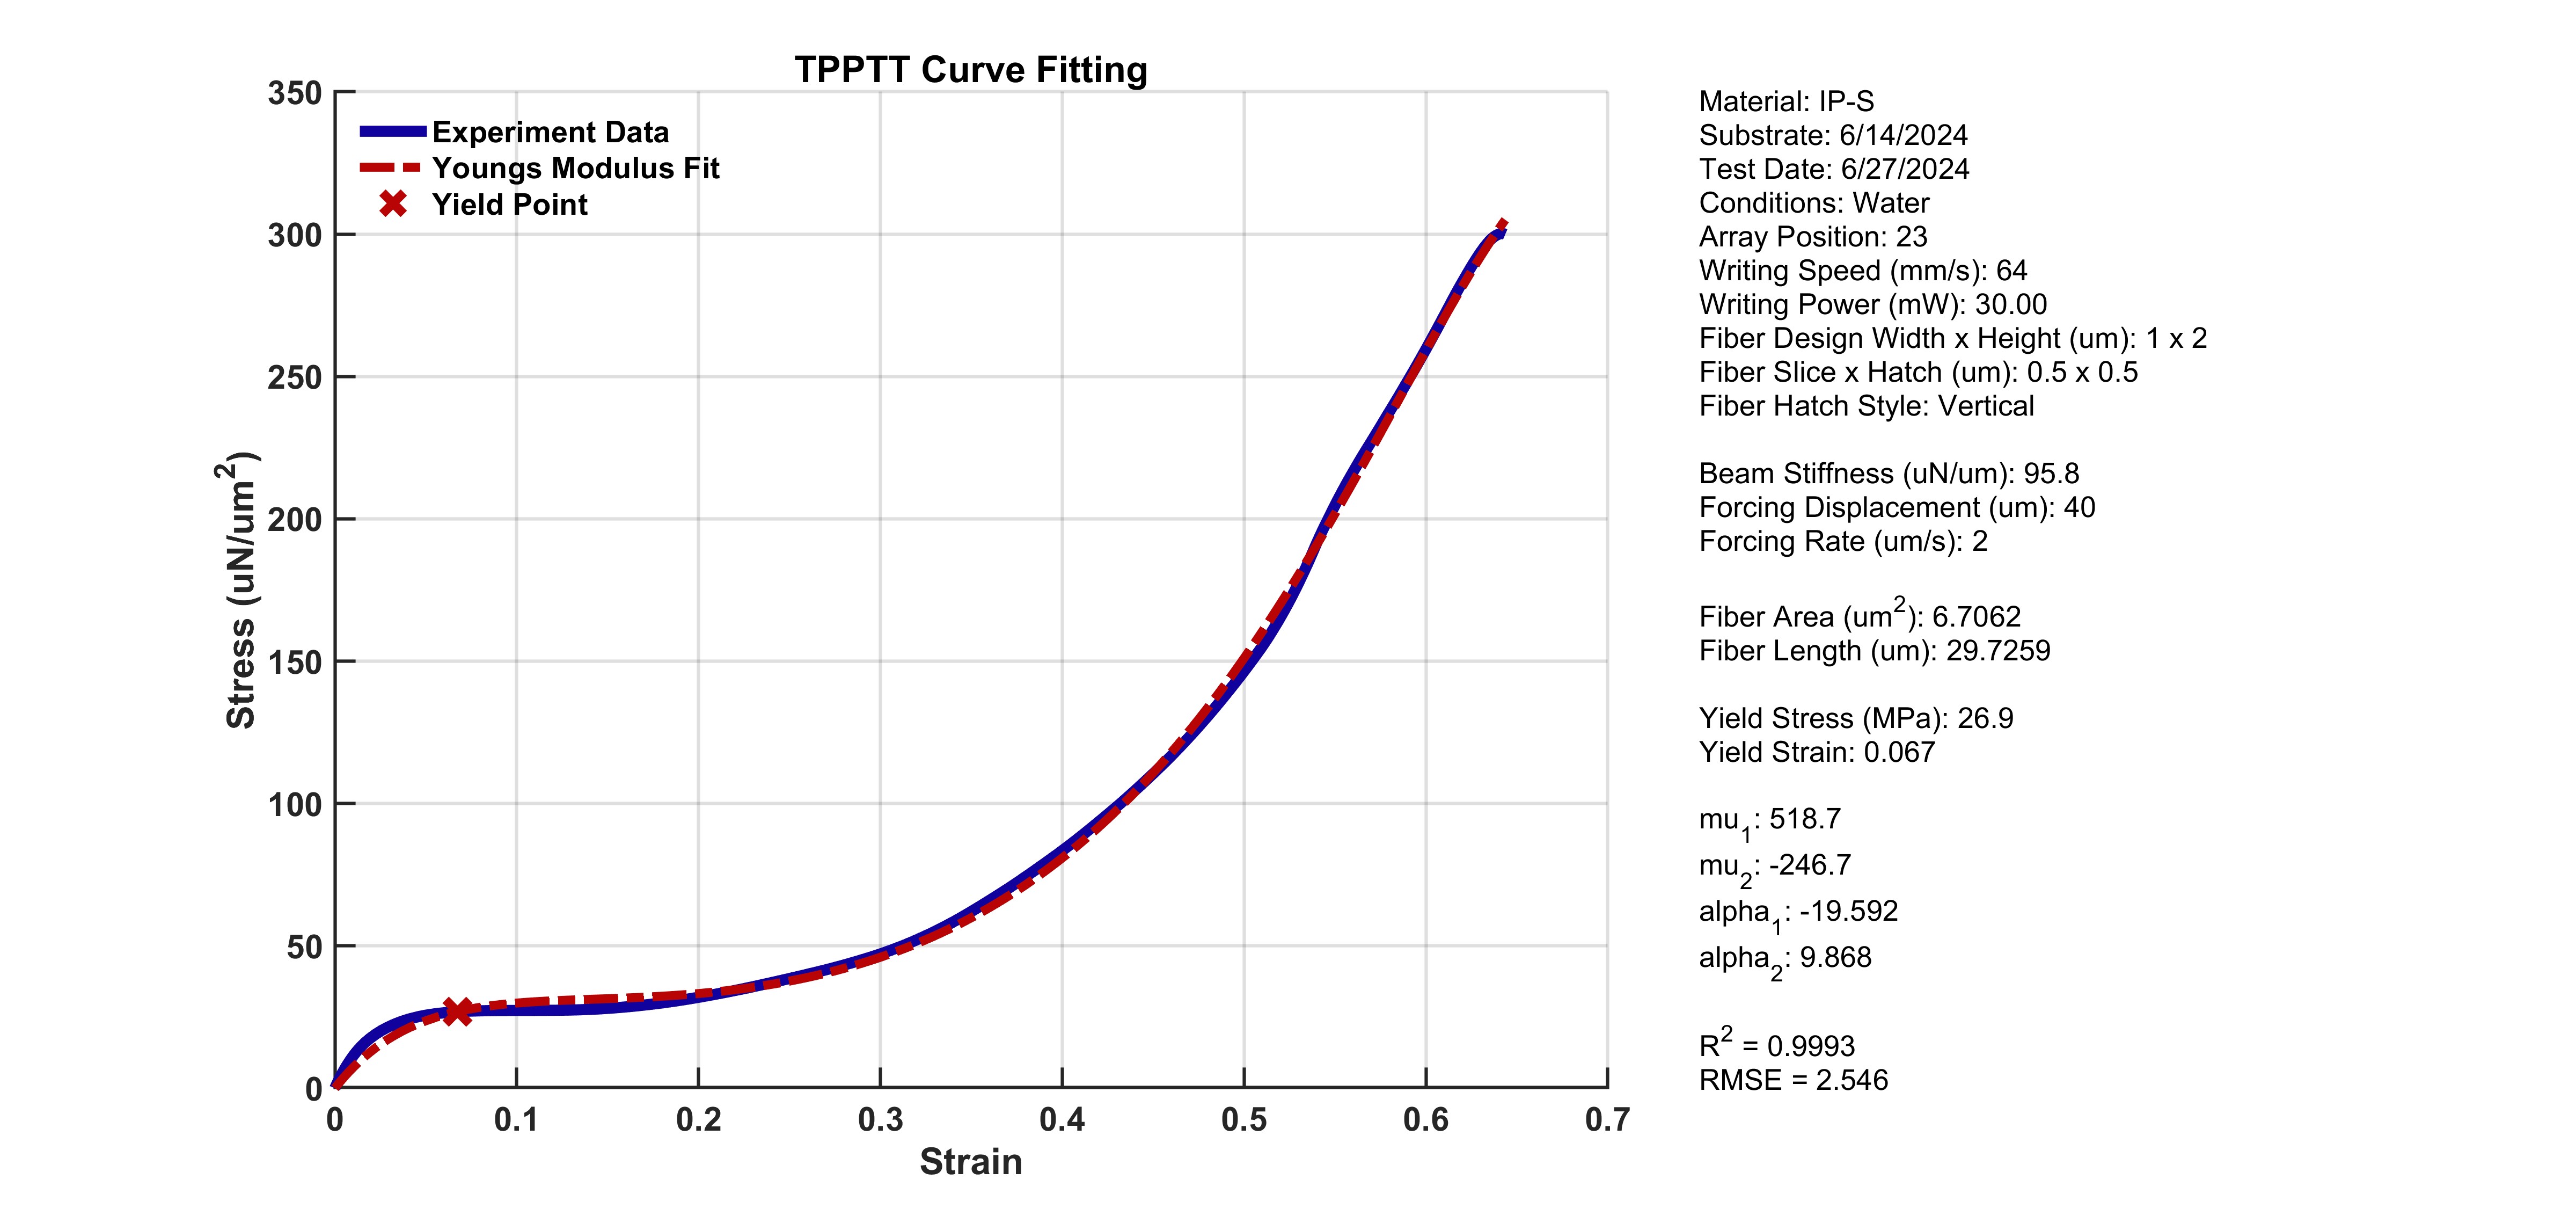 TPPTT Curve Fitting
350
300
250
200
150
100
50
0
Stress (uN/um²)
Experiment Data
Youngs Modulus Fit
Yield Point
0 0.1 0.2 0.3 0.4 0.5 0.6 0.7
Strain
Material: IP-S
Substrate: 6/14/2024
Test Date: 6/27/2024
Conditions: Water
Array Position: 23
Writing Speed (mm/s): 64
Writing Power (mW): 30.00
Fiber Design Width x Height (um): 1 x 2
Fiber Slice x Hatch (um): 0.5 x 0.5
Fiber Hatch Style: Vertical
Beam Stiffness (uN/um): 95.8
Forcing Displacement (um): 40
Forcing Rate (um/s): 2
Fiber Area (um²): 6.7062
Fiber Length (um): 29.7259
Yield Stress (MPa): 26.9
Yield Strain: 0.067
mu₁: 518.7
mu₂: -246.7
alpha₁: -19.592
alpha₂: 9.868
R² = 0.9993
RMSE = 2.546